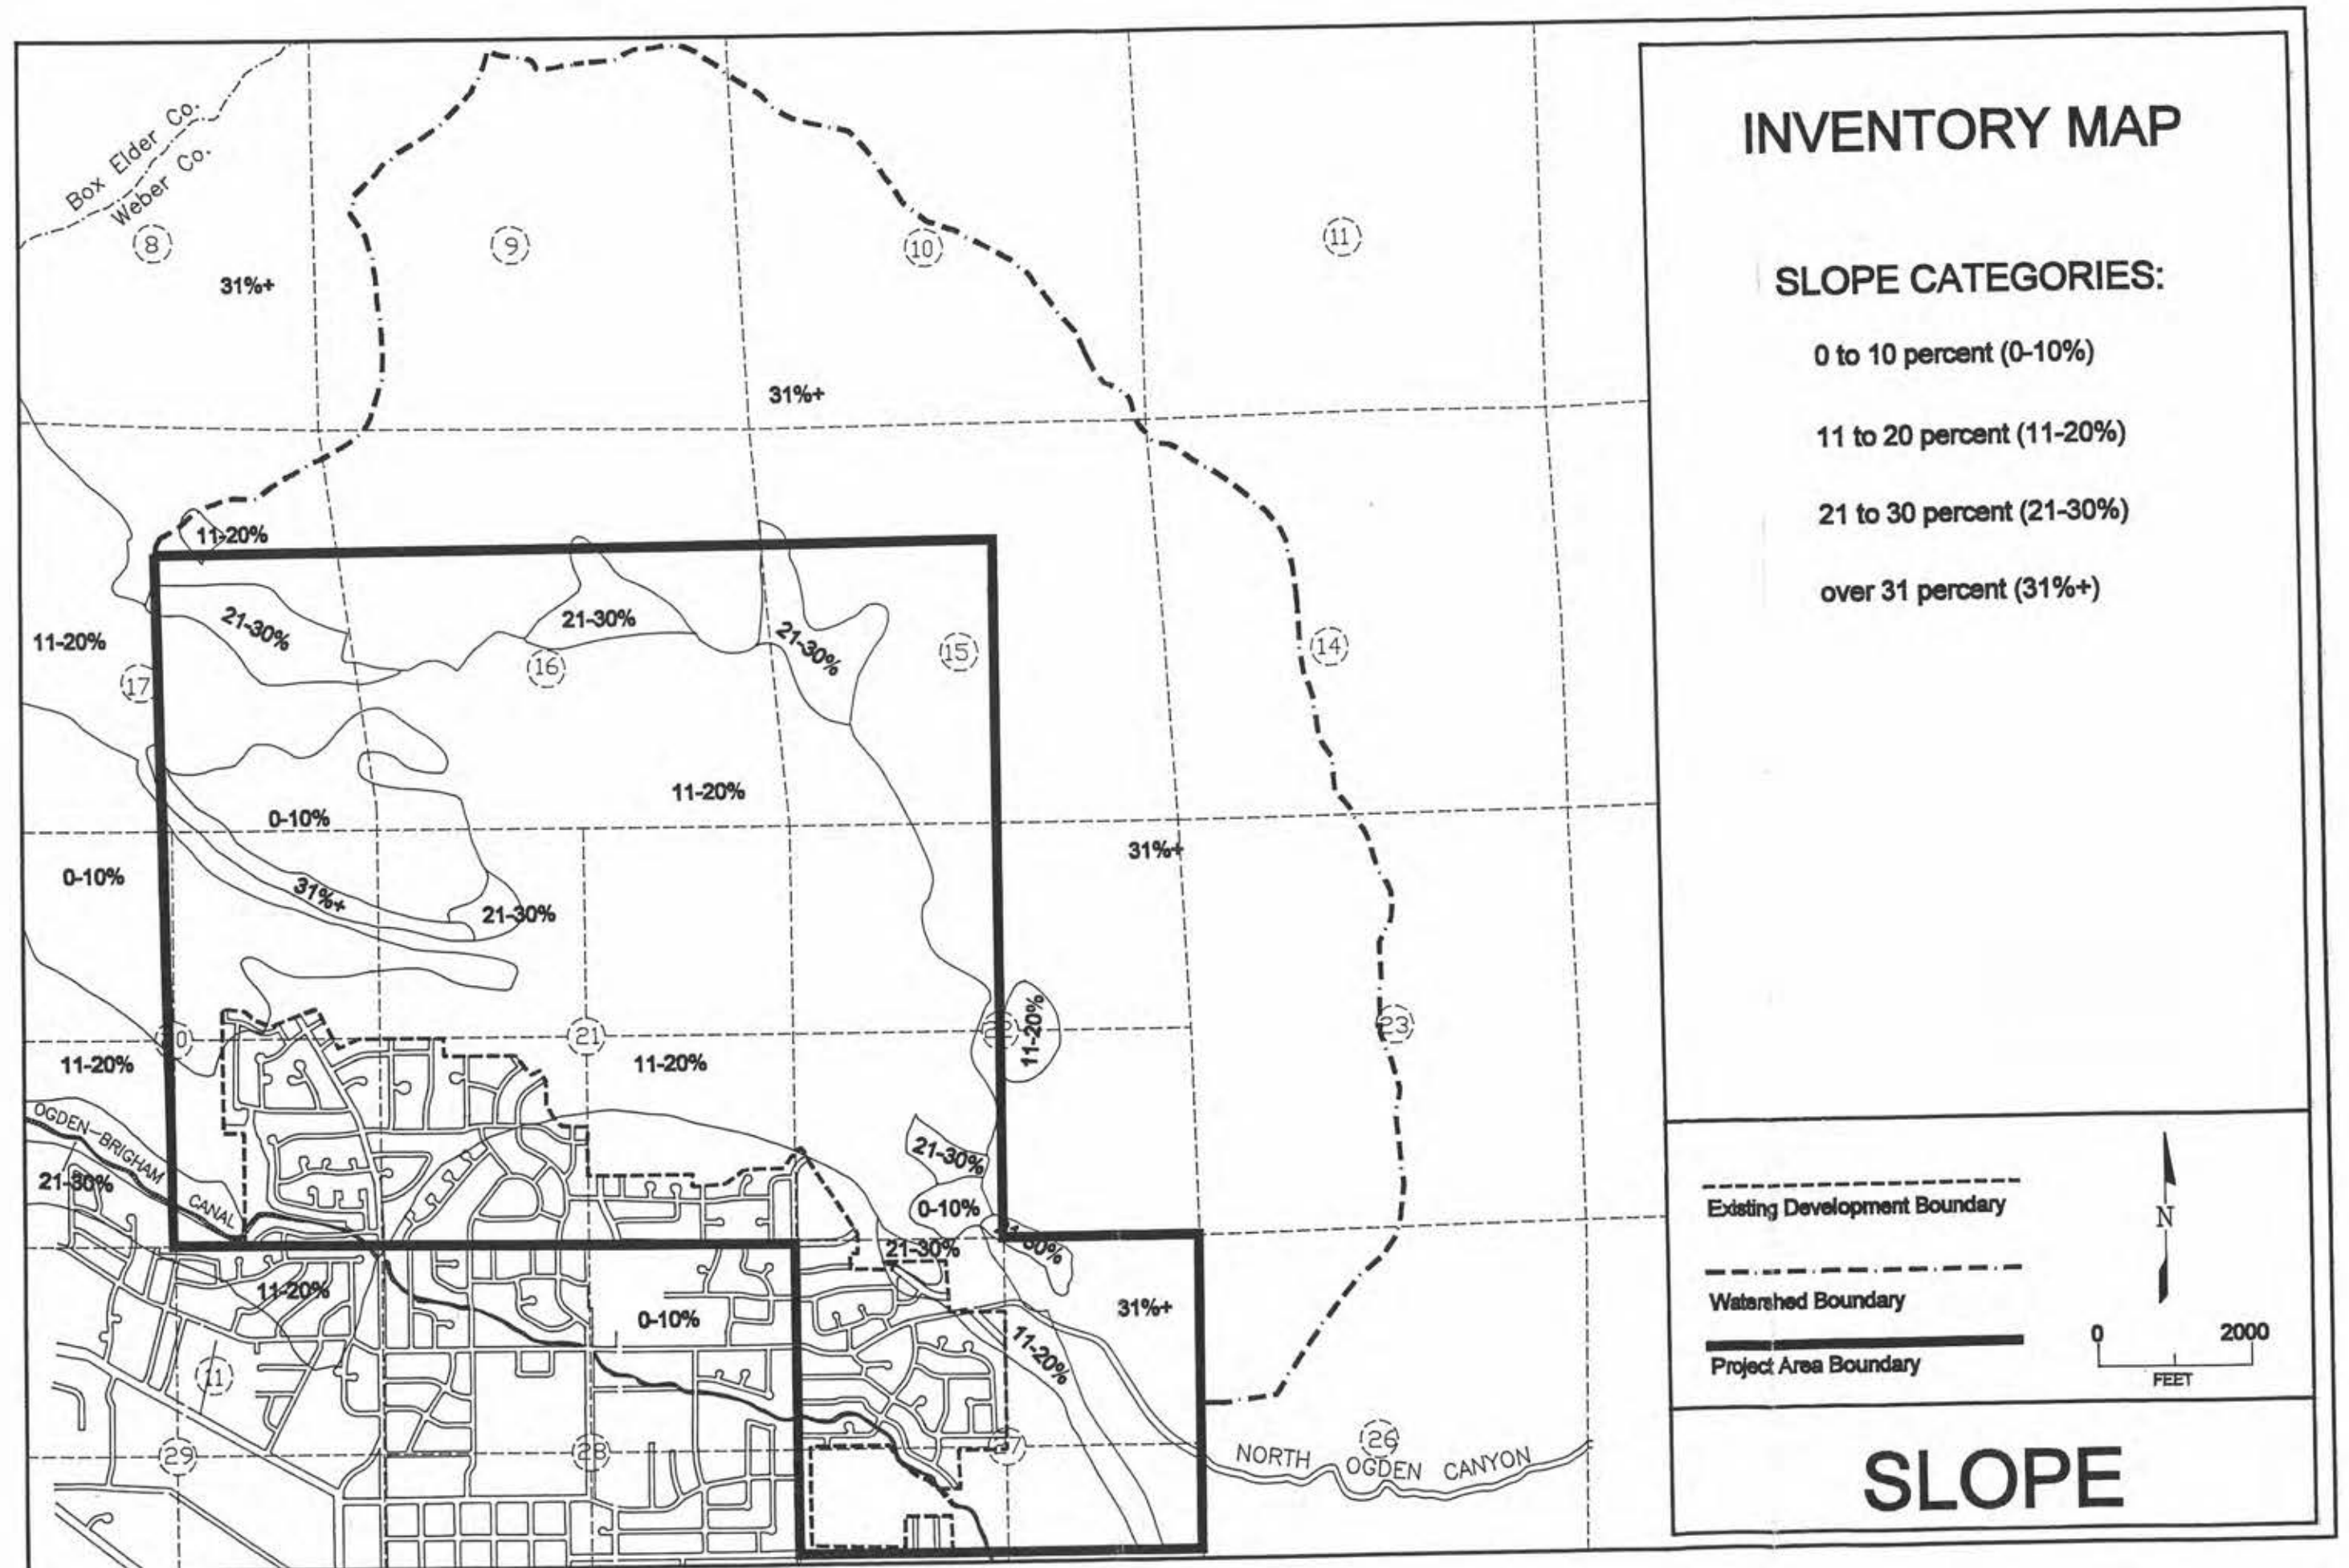 INVENTORY MAP
SLOPE CATEGORIES:
0 to 10 percent (0-10%)
11 to 20 percent (11-20%)
21 to 30 percent (21-30%)
over 31 percent (31%+)
Existing Development Boundary
Watershed Boundary
Project Area Boundary
N
0 2000
FEET
SLOPE
Box Elder Co.
Weber Co.
8
9
10
11
31%+
31%+
11-20%
21-30%
21-30%
21-30%
11-20%
17
16
15
14
11-20%
0-10%
31%+
0-10%
31%+
21-30%
11-20%
21
23
11-20%
11-20%
OGDEN-BRIGHAM
CANAL
21-30%
21-30%
0-10%
21-30%
11-20%
0-10%
31%+
11-20%
11
29
28
27
26
NORTH OGDEN CANYON